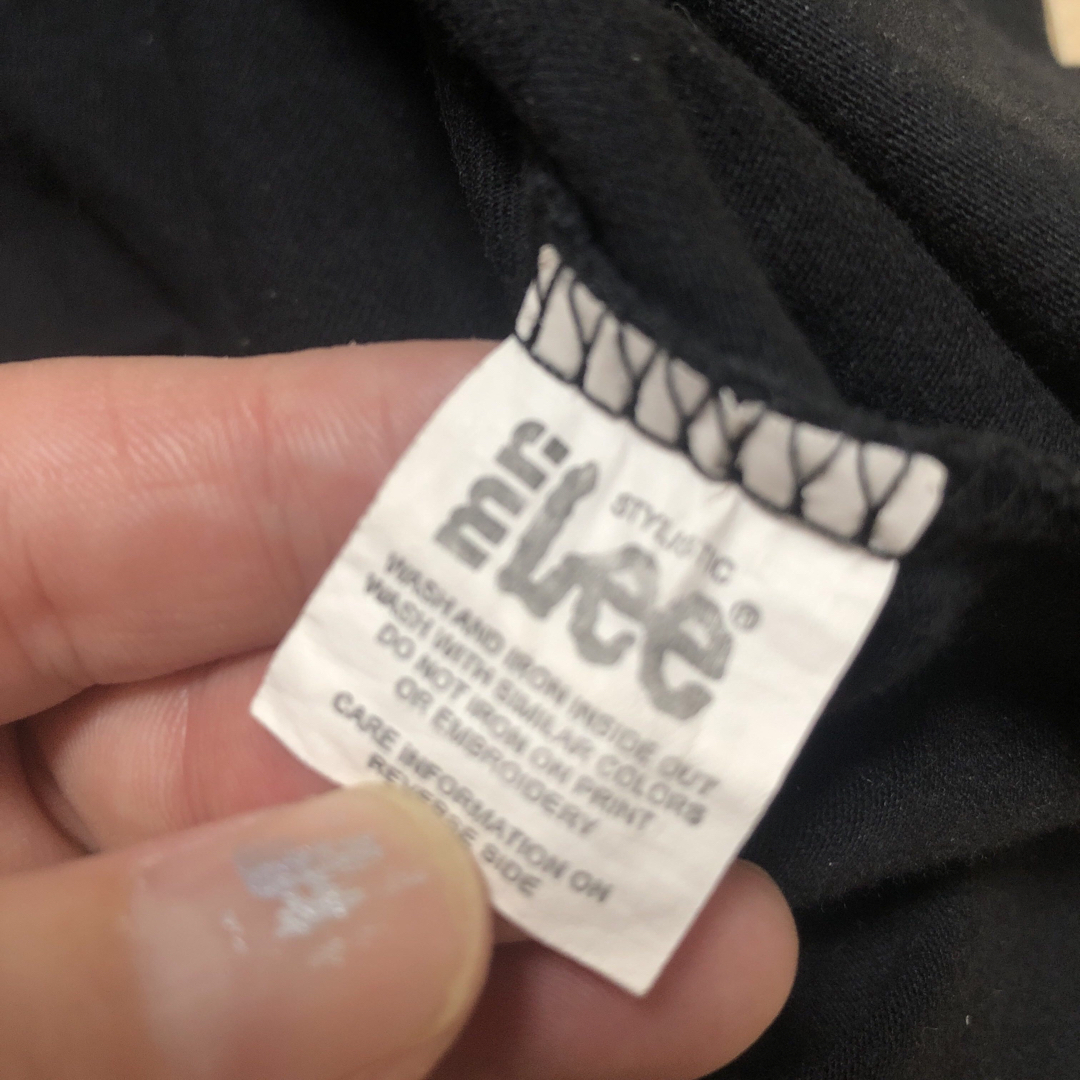 STYLISTIC
mr. lee®
WASH AND IRON INSIDE OUT
WASH WITH SIMILAR COLORS
DO NOT IRON ON PRINT
OR EMBROIDERY
CARE INFORMATION ON
REVERSE SIDE